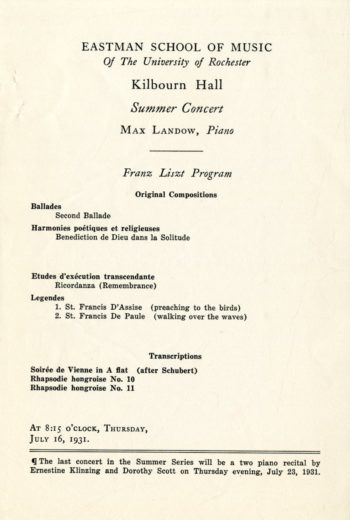 EASTMAN SCHOOL OF MUSIC
Of The University of Rochester
Kilbourn Hall
Summer Concert
MAX LANDOW, Piano
Franz Liszt Program
Original Compositions
Ballades
Second Ballade
Harmonies poétiques et religieuses
Benediction de Dieu dans la Solitude
Etudes d'exécution transcendante
Ricordanza (Remembrance)
Legendes
1. St. Francis D'Assise (preaching to the birds)
2. St. Francis De Paule (walking over the waves)
Transcriptions
Soirée de Vienne in A flat (after Schubert)
Rhapsodie hongroise No. 10
Rhapsodie hongroise No. 11
AT 8:15 O'CLOCK, THURSDAY,
JULY 16, 1931.
¶ The last concert in the Summer Series will be a two piano recital by
Ernestine Klinzing and Dorothy Scott on Thursday evening, July 23, 1931.